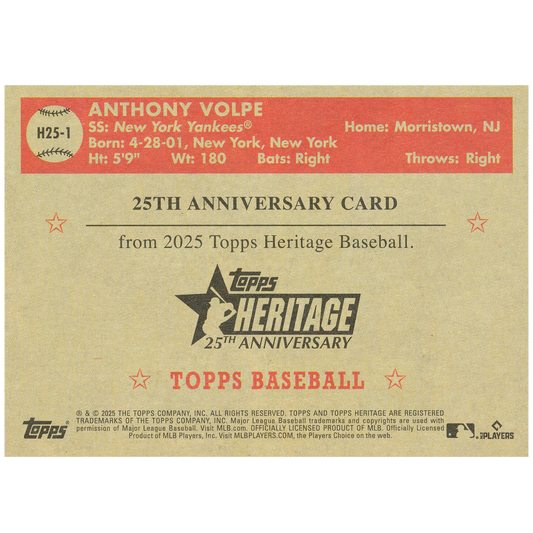 H25-1
ANTHONY VOLPE
SS: New York Yankees® Home: Morristown, NJ
Born: 4-28-01, New York, New York
Ht: 5'9" Wt: 180 Bats: Right Throws: Right
25TH ANNIVERSARY CARD
from 2025 Topps Heritage Baseball.
topps
HERITAGE
25TH ANNIVERSARY
TOPPS BASEBALL
® & © 2025 THE TOPPS COMPANY, INC. ALL RIGHTS RESERVED. TOPPS AND TOPPS HERITAGE ARE REGISTERED
TRADEMARKS OF THE TOPPS COMPANY, INC. Major League Baseball trademarks and copyrights are used with
permission of Major League Baseball. Visit MLB.com. OFFICIALLY LICENSED PRODUCT OF MLB. Officially Licensed
Product of MLB Players, Inc. Visit MLBPLAYERS.com, the Players Choice on the web.
topps
PLAYERS